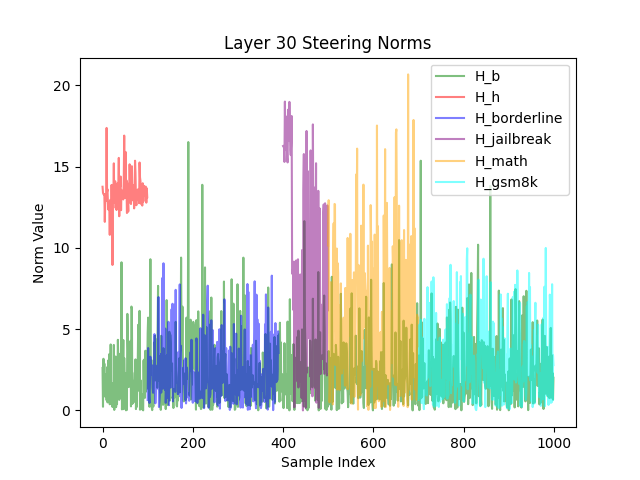 Layer 30 Steering Norms
Norm Value
20
15
10
5
0
0 200 400 600 800 1000
Sample Index
H_b
H_h
H_borderline
H_jailbreak
H_math
H_gsm8k